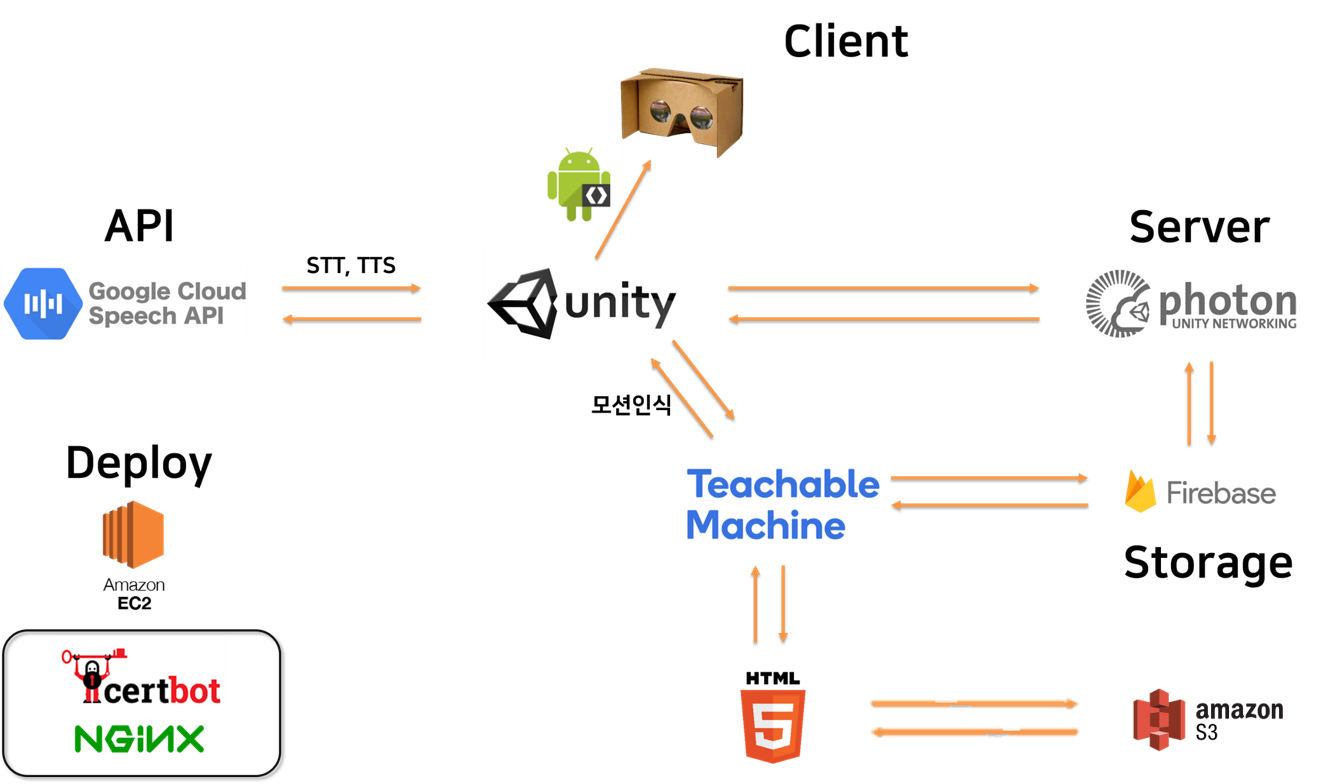 Client
API
Google Cloud
Speech API
STT, TTS
unity
Server
photon
UNITY NETWORKING
모션인식
Deploy
Amazon
EC2
certbot
NGINX
Teachable
Machine
Firebase
Storage
HTML
5
amazon
S3